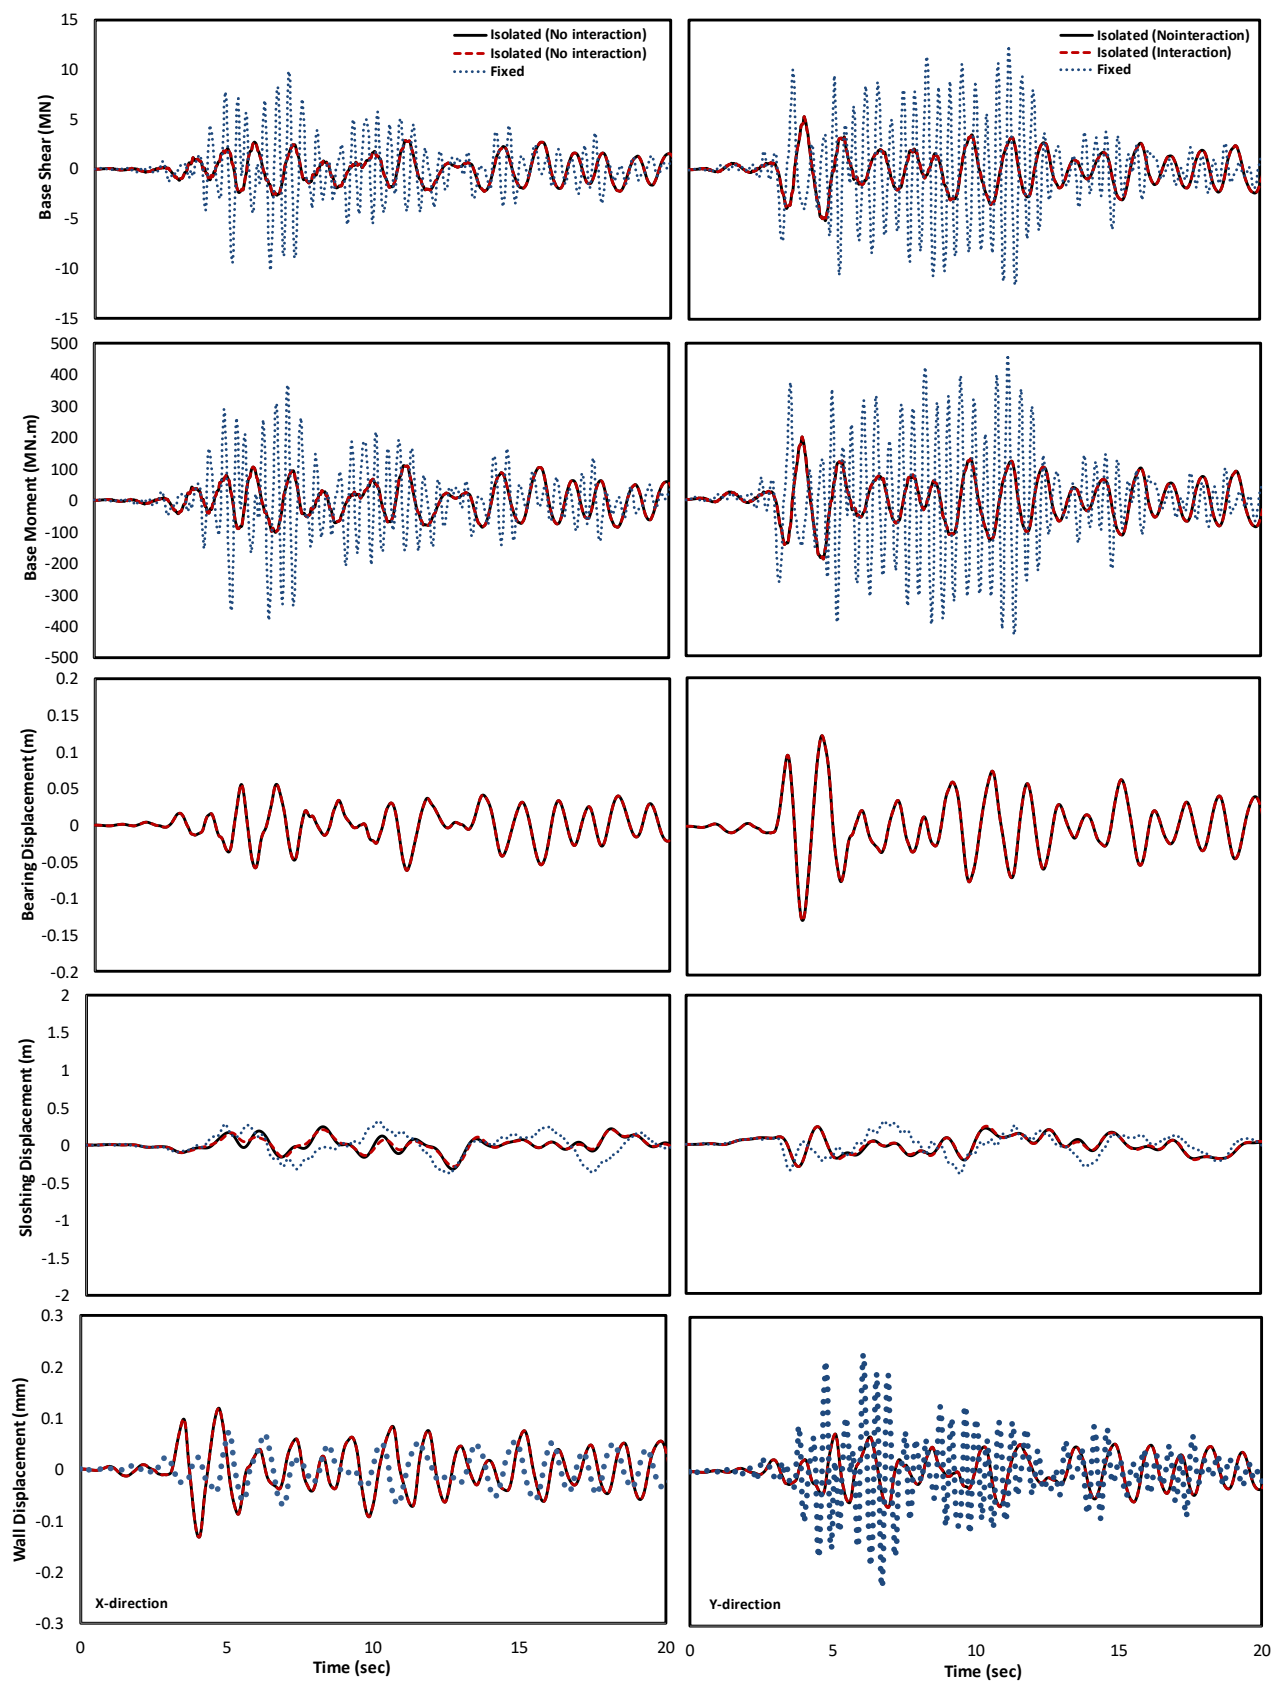 15
10
5
0
-5
-10
-15
Base Shear (MN)
Isolated (No interaction)
Isolated (No interaction)
Fixed
Isolated (Nointeraction)
Isolated (Interaction)
Fixed
500
400
300
200
100
0
-100
-200
-300
-400
-500
Base Moment (MN.m)
0.2
0.15
0.1
0.05
0
-0.05
-0.1
-0.15
-0.2
Bearing Displacement (m)
2
1.5
1
0.5
0
-0.5
-1
-1.5
-2
Sloshing Displacement (m)
0.3
0.2
0.1
0
-0.1
-0.2
-0.3
Wall Displacement (mm)
X-direction
Y-direction
0 5 10 15 20
Time (sec)
0 5 10 15 20
Time (sec)